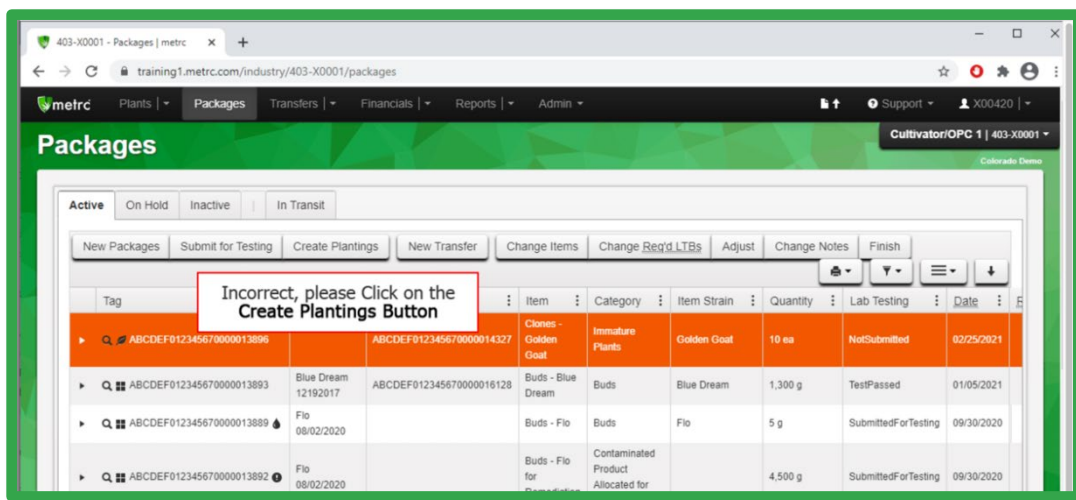 403-X0001 - Packages | metrc
training1.metrc.com/industry/403-X0001/packages
metrc Plants | Packages Transfers | Financials | Reports | Admin Support X00420 |
Cultivator/OPC 1 | 403-X0001
Packages
Colorado Demo
Active On Hold Inactive | In Transit
New Packages Submit for Testing Create Plantings New Transfer Change Items Change Req'd LTBs Adjust Change Notes Finish
Incorrect, please Click on the
Create Plantings Button
Tag Item Category Item Strain Quantity Lab Testing Date
Clones -
Golden
Goat
Immature
Plants
ABCDEF012345670000013896 ABCDEF012345670000014327 Golden Goat 10 ea NotSubmitted 02/25/2021
Blue Dream
12192017
Buds - Blue
Dream
ABCDEF012345670000013893 ABCDEF012345670000016128 Buds Blue Dream 1,300 g TestPassed 01/05/2021
Flo
08/02/2020
ABCDEF012345670000013889 Buds - Flo Buds Flo 5 g SubmittedForTesting 09/30/2020
Flo
08/02/2020
Buds - Flo
for
Remediation
Contaminated
Product
Allocated for
ABCDEF012345670000013892 4,500 g SubmittedForTesting 09/30/2020